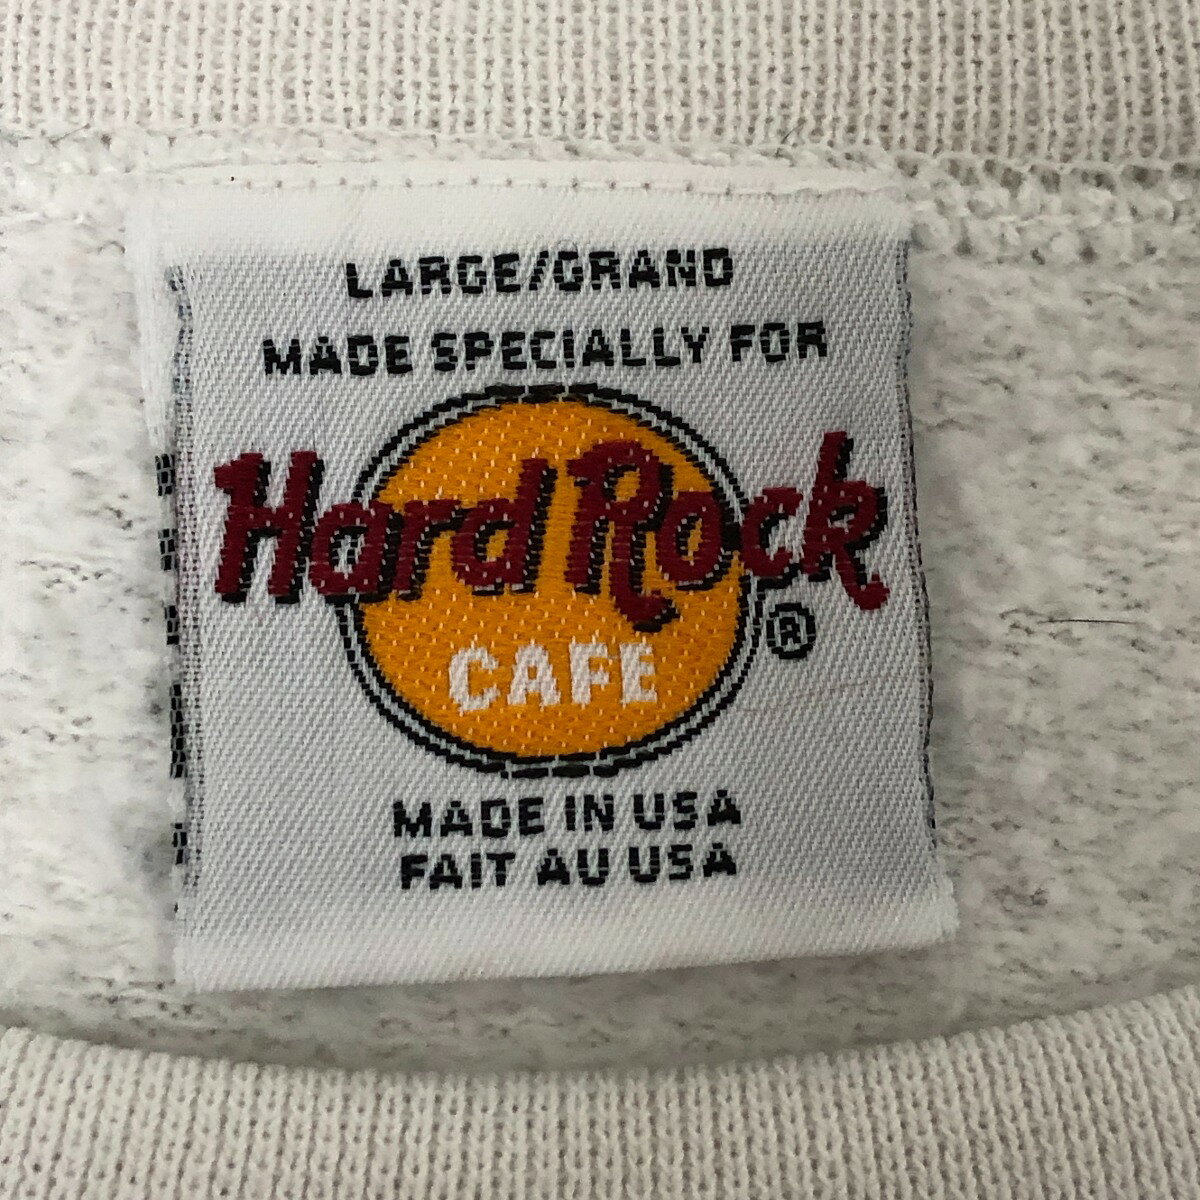 LARGE/GRAND
MADE SPECIALLY FOR
Hard Rock
CAFE ®
MADE IN USA
FAIT AU USA